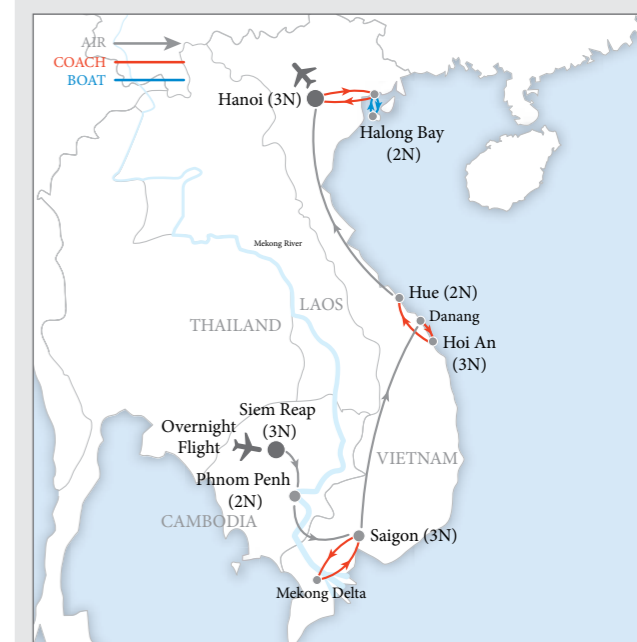 AIR
COACH
BOAT
Hanoi (3N)
Halong Bay
(2N)
Mekong River
LAOS
THAILAND
Hue (2N)
Danang
Hoi An
(3N)
Siem Reap
(3N)
Overnight
Flight
VIETNAM
Phnom Penh
(2N)
CAMBODIA
Saigon (3N)
Mekong Delta